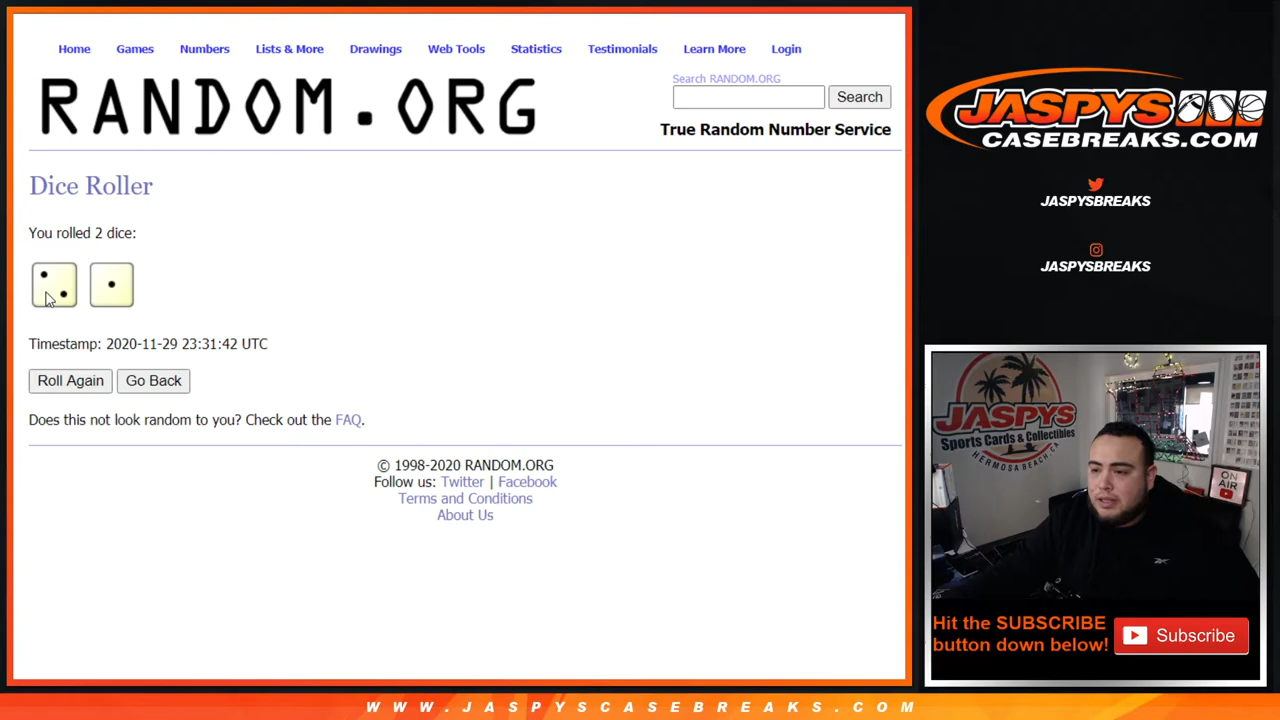 Home Games Numbers Lists & More Drawings Web Tools Statistics Testimonials Learn More Login
RANDOM.ORG
Search RANDOM.ORG
Search
True Random Number Service
Dice Roller
You rolled 2 dice:
Timestamp: 2020-11-29 23:31:42 UTC
Roll Again Go Back
Does this not look random to you? Check out the FAQ.
© 1998-2020 RANDOM.ORG
Follow us: Twitter | Facebook
Terms and Conditions
About Us
JASPYS
CASEBREAKS.COM
JASPYSBREAKS
JASPYSBREAKS
JASPYS
Sports Cards & Collectibles
HERMOSA BEACH, CA
ON
AIR
Hit the SUBSCRIBE
button down below!
Subscribe
WWW.JASPYSCASEBREAKS.COM